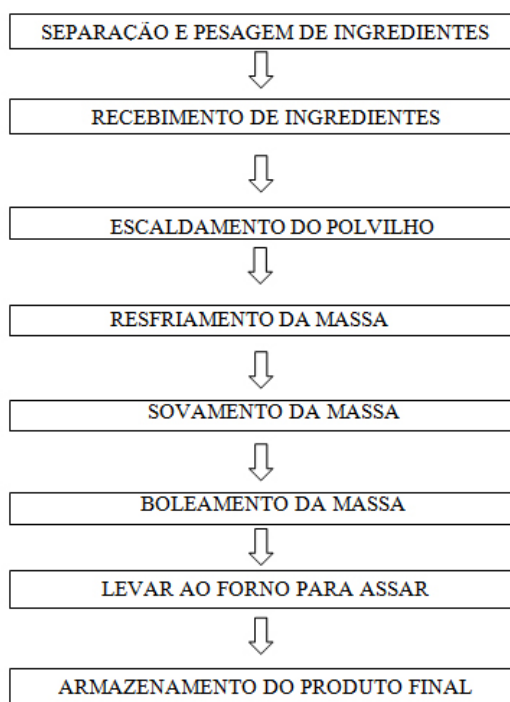 SEPARAÇÃO E PESAGEM DE INGREDIENTES
RECEBIMENTO DE INGREDIENTES
ESCALDAMENTO DO POLVILHO
RESFRIAMENTO DA MASSA
SOVAMENTO DA MASSA
BOLEAMENTO DA MASSA
LEVAR AO FORNO PARA ASSAR
ARMAZENAMENTO DO PRODUTO FINAL